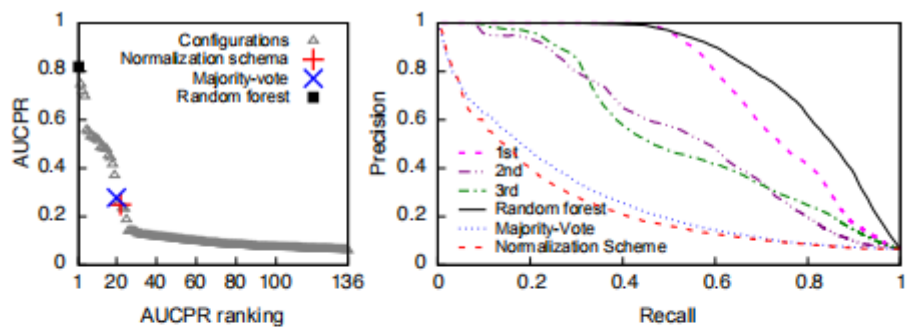 1
0.8
0.6
0.4
0.2
0
AUCPR
Configurations
Normalization schema
Majority-vote
Random forest
1 20 40 60 80 100 136
AUCPR ranking
1
0.8
0.6
0.4
0.2
0
Precision
1st
2nd
3rd
Random forest
Majority-Vote
Normalization Scheme
0 0.2 0.4 0.6 0.8 1
Recall